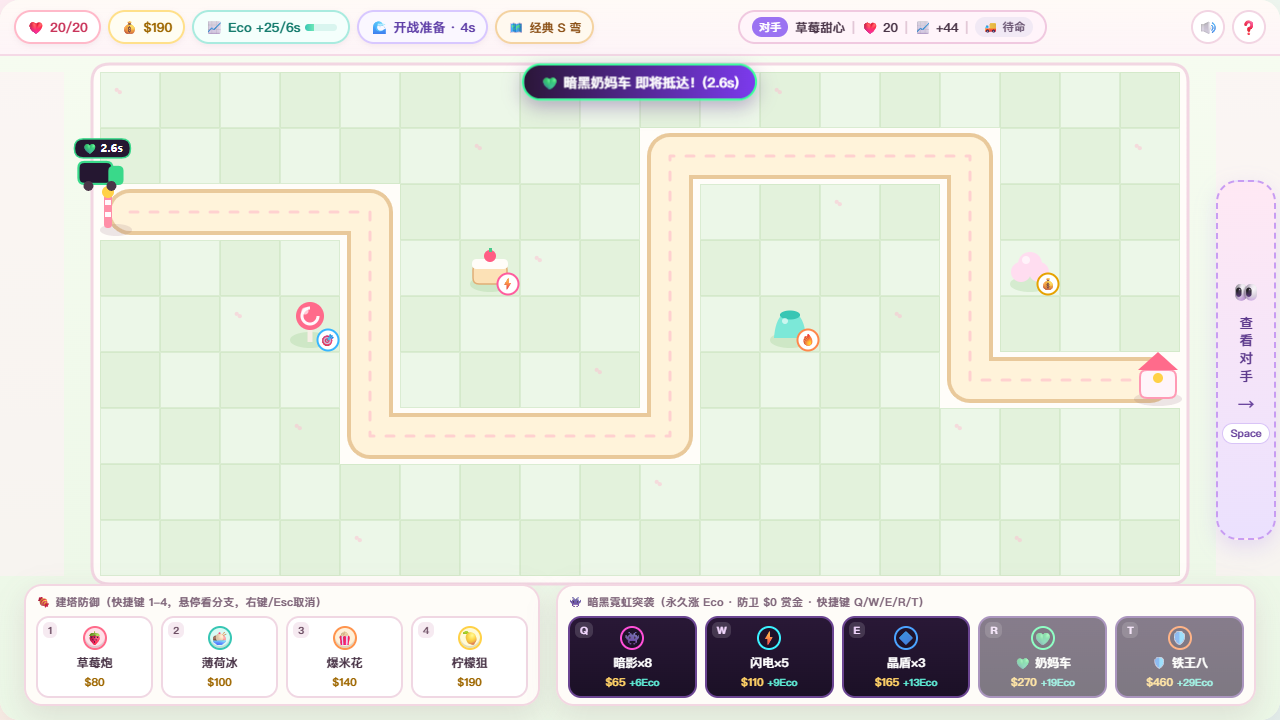 20/20
$190
Eco +25/6s
开战准备 · 4s
经典 S 弯
对手 草莓甜心 | 20 | +44 | 待命
暗黑奶妈车 即将抵达! (2.6s)
2.6s
查看对手
→
Space
建塔防御（快捷键 1–4，悬停看分支，右键/Esc取消）
1
草莓炮
$80
2
薄荷冰
$100
3
爆米花
$140
4
柠檬狙
$190
暗黑霓虹突袭（永久涨 Eco · 防卫 $0 赏金 · 快捷键 Q/W/E/R/T）
Q
暗影x8
$65 +6Eco
W
闪电x5
$110 +9Eco
E
晶盾x3
$165 +13Eco
R
奶妈车
$270 +19Eco
T
铁王八
$460 +29Eco